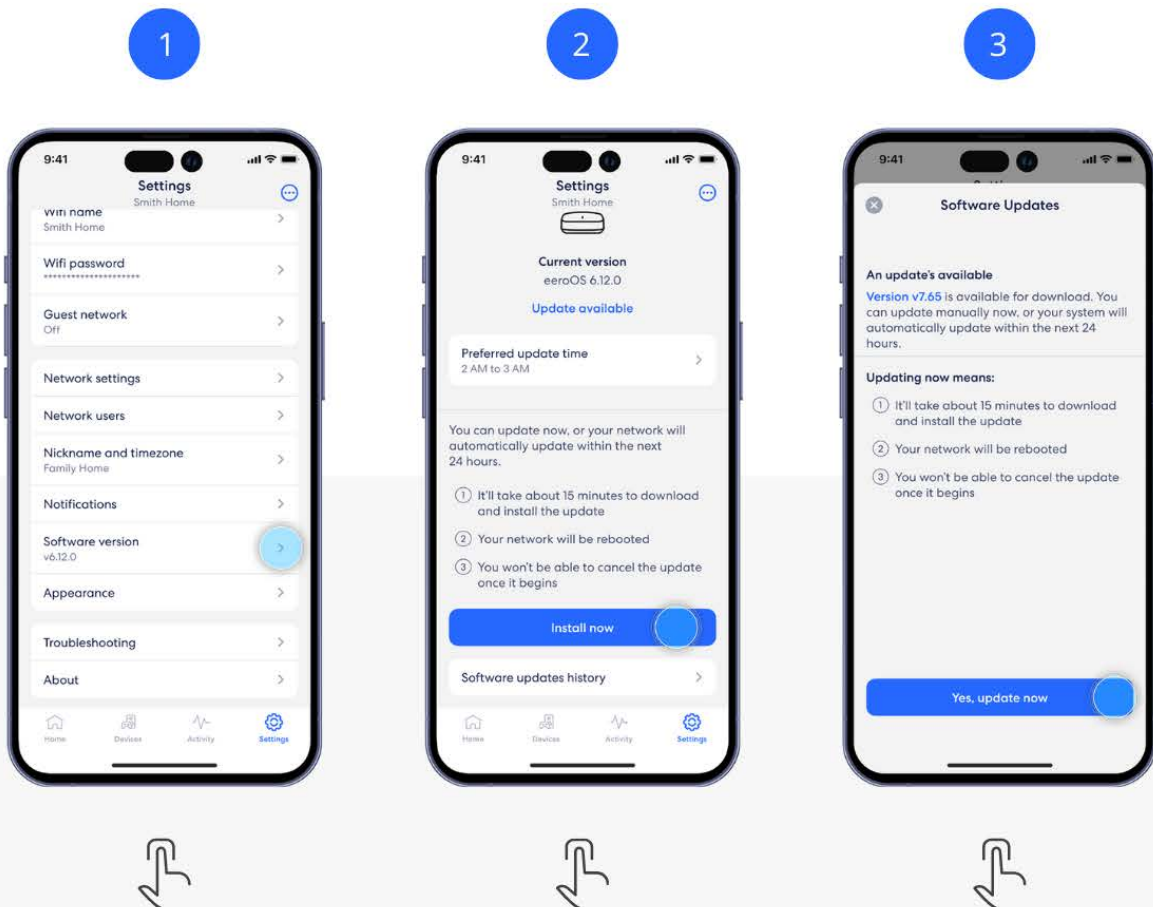 1
9:41
Settings
Smith Home
Wifi name
Smith Home
Wifi password
********************
Guest network
Off
Network settings
Network users
Nickname and timezone
Family Home
Notifications
Software version
v6.12.0
Appearance
Troubleshooting
About
Home Devices Activity Settings
2
9:41
Settings
Smith Home
Current version
eeroOS 6.12.0
Update available
Preferred update time
2 AM to 3 AM
You can update now, or your network will
automatically update within the next
24 hours.
1 It'll take about 15 minutes to download
and install the update
2 Your network will be rebooted
3 You won't be able to cancel the update
once it begins
Install now
Software updates history
Home Devices Activity Settings
3
9:41
Software Updates
An update's available
Version v7.65 is available for download. You
can update manually now, or your system will
automatically update within the next 24
hours.
Updating now means:
1 It'll take about 15 minutes to download
and install the update
2 Your network will be rebooted
3 You won't be able to cancel the update
once it begins
Yes, update now